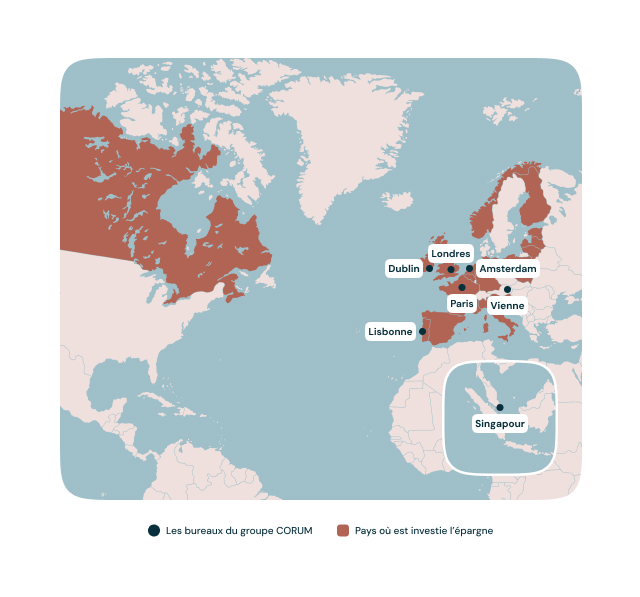 Londres
Dublin
Amsterdam
Paris
Vienne
Lisbonne
Singapour
Les bureaux du groupe CORUM
Pays où est investie l'épargne